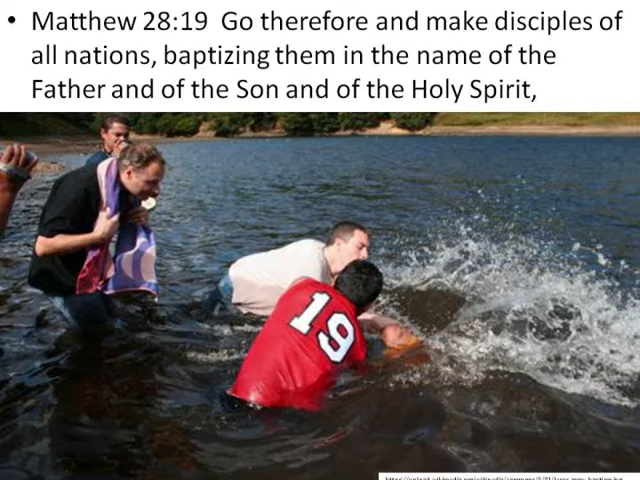 • Matthew 28:19  Go therefore and make disciples of
all nations, baptizing them in the name of the
Father and of the Son and of the Holy Spirit,
19